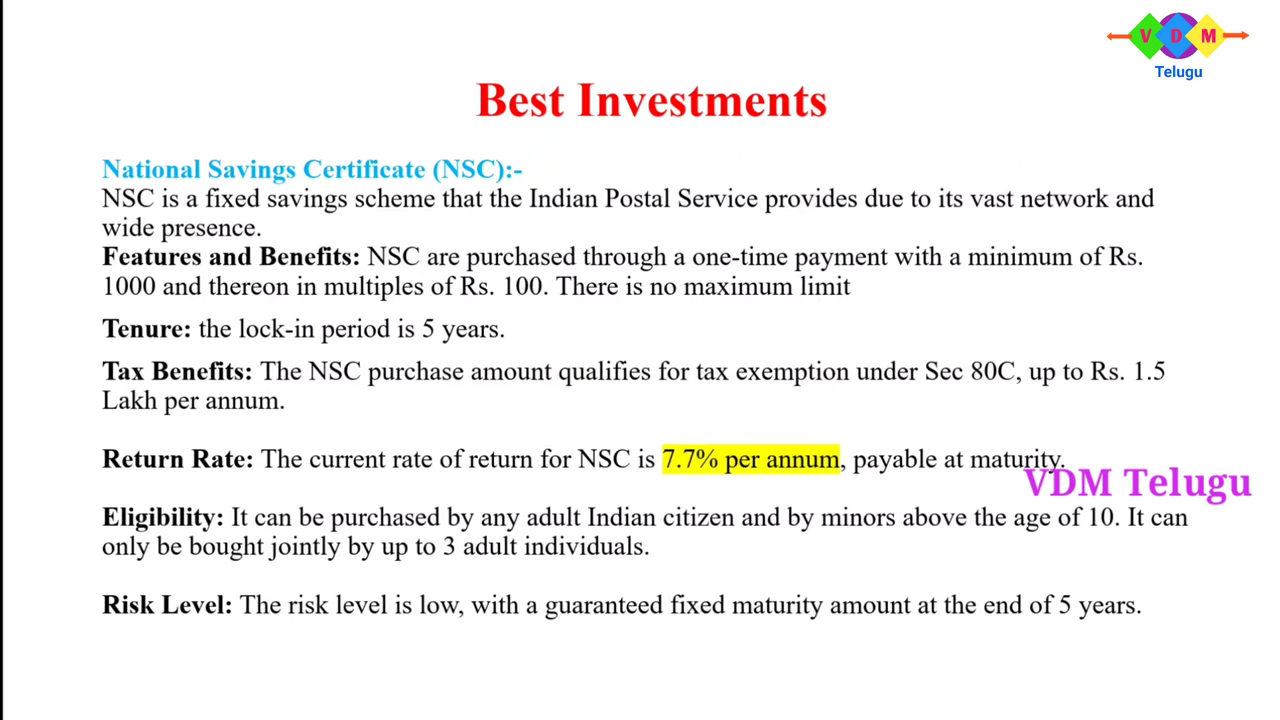 V D M
Telugu
Best Investments
National Savings Certificate (NSC):-
NSC is a fixed savings scheme that the Indian Postal Service provides due to its vast network and
wide presence.
Features and Benefits: NSC are purchased through a one-time payment with a minimum of Rs.
1000 and thereon in multiples of Rs. 100. There is no maximum limit
Tenure: the lock-in period is 5 years.
Tax Benefits: The NSC purchase amount qualifies for tax exemption under Sec 80C, up to Rs. 1.5
Lakh per annum.
Return Rate: The current rate of return for NSC is 7.7% per annum, payable at maturity.
VDM Telugu
Eligibility: It can be purchased by any adult Indian citizen and by minors above the age of 10. It can
only be bought jointly by up to 3 adult individuals.
Risk Level: The risk level is low, with a guaranteed fixed maturity amount at the end of 5 years.